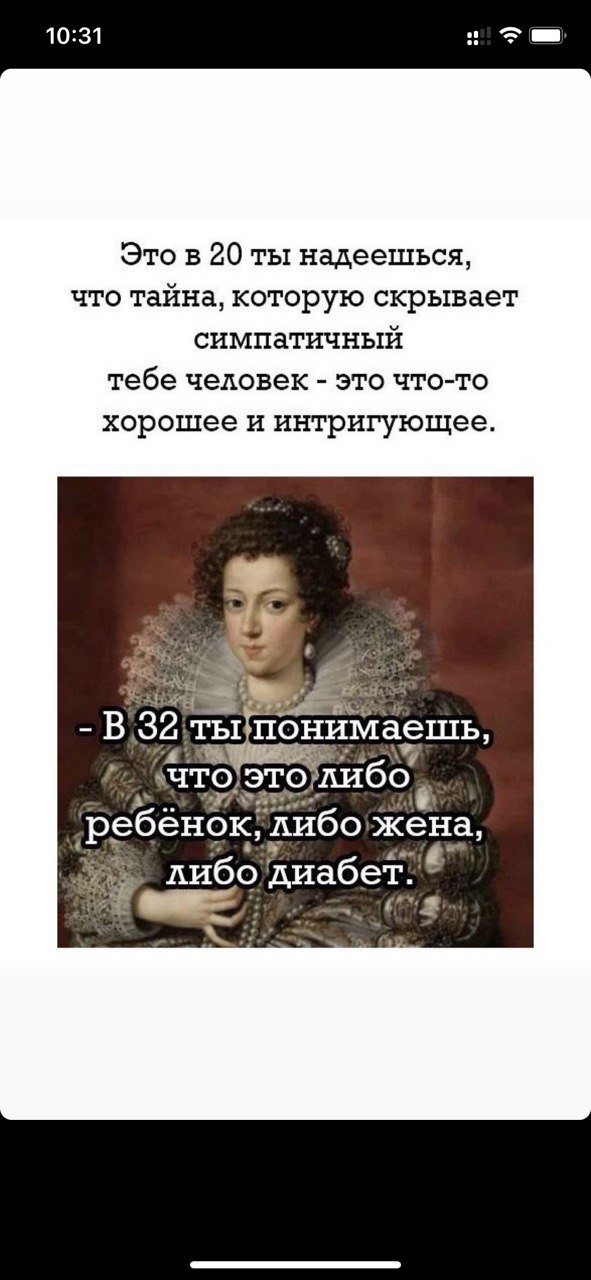 10:31
Это в 20 ты надеешься,
что тайна, которую скрывает
симпатичный
тебе человек - это что-то
хорошее и интригующее.
- В 32 ты понимаешь,
что это либо
ребёнок, либо жена,
либо диабет.